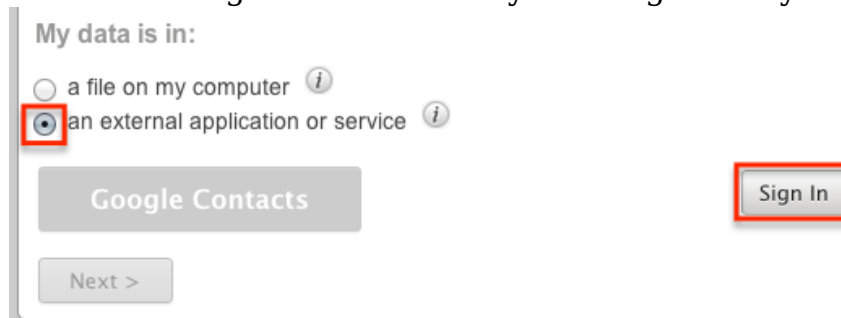 My data is in:
a file on my computer i
an external application or service i
Google Contacts
Sign In
Next >